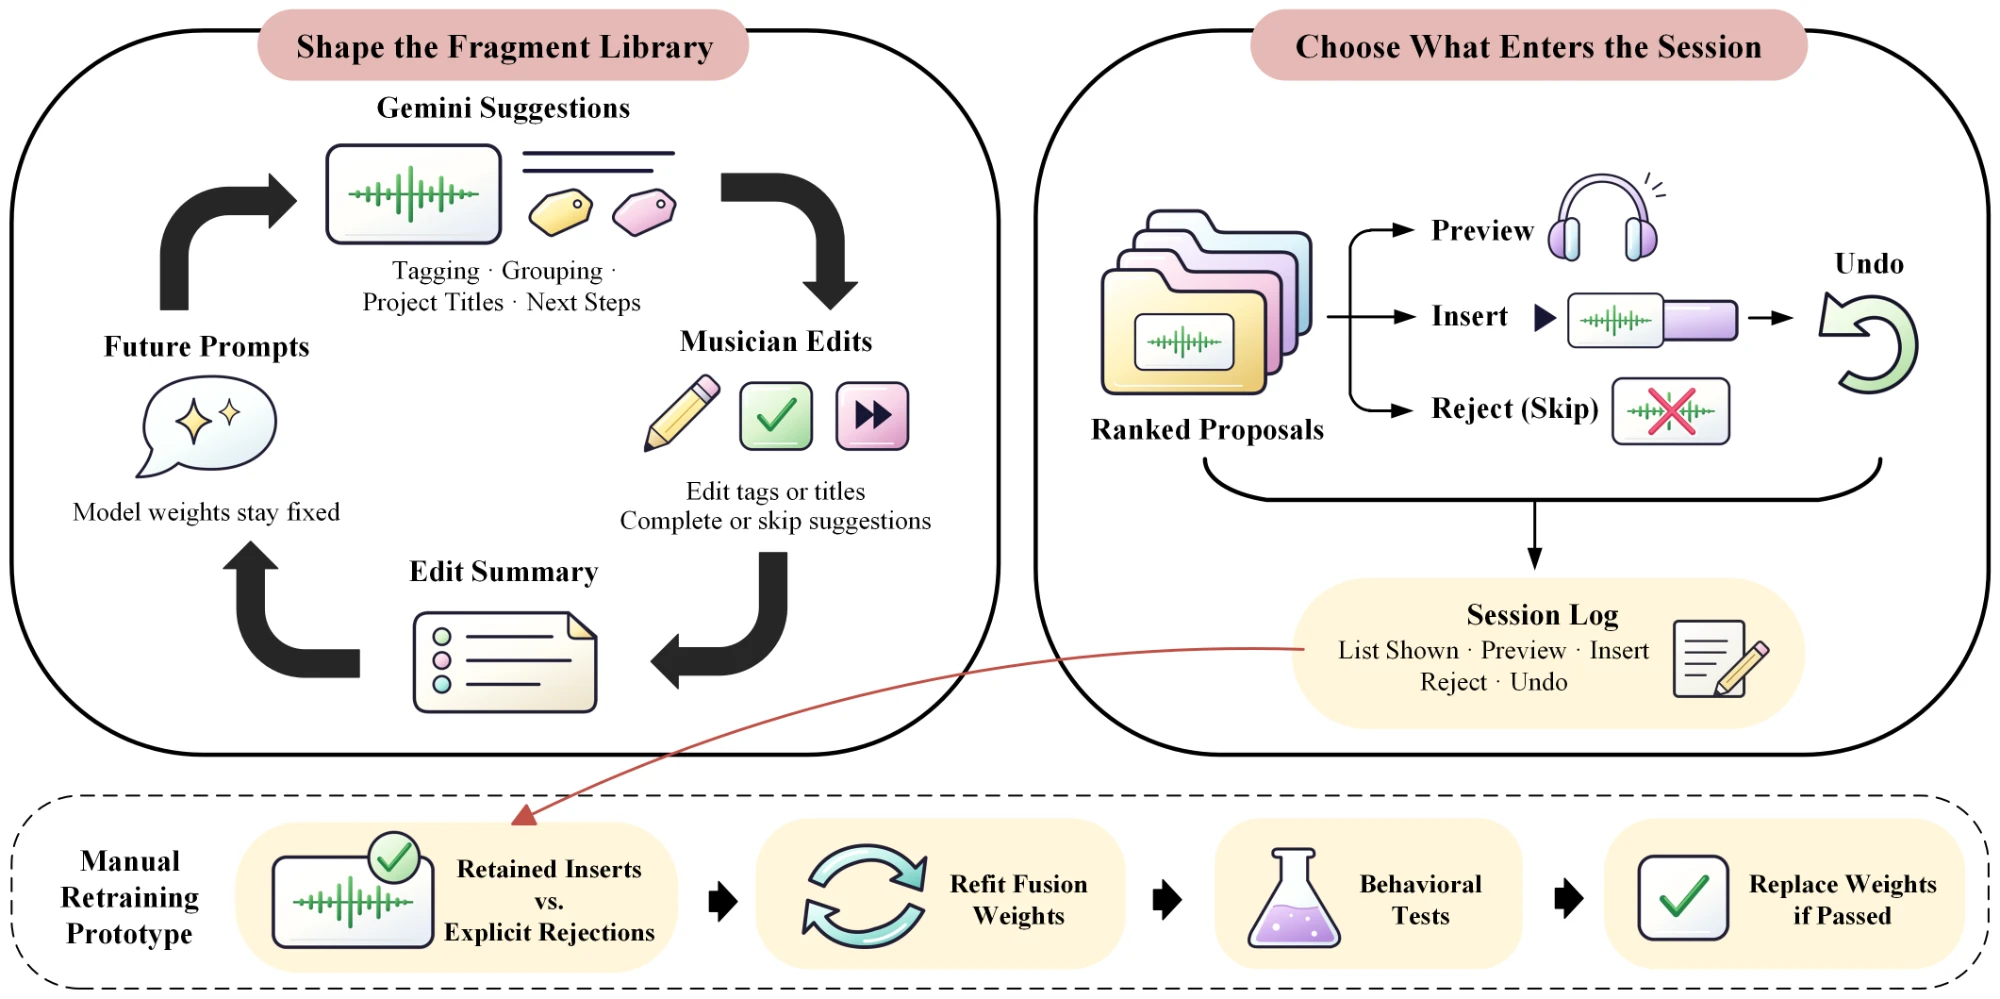 Shape the Fragment Library
Gemini Suggestions
Tagging · Grouping ·
Project Titles · Next Steps
Musician Edits
Edit tags or titles
Complete or skip suggestions
Edit Summary
Future Prompts
Model weights stay fixed
Choose What Enters the Session
Ranked Proposals
Preview
Insert
Reject (Skip)
Undo
Session Log
List Shown · Preview · Insert
Reject · Undo
Manual
Retraining
Prototype
Retained Inserts
vs.
Explicit Rejections
Refit Fusion
Weights
Behavioral
Tests
Replace Weights
if Passed